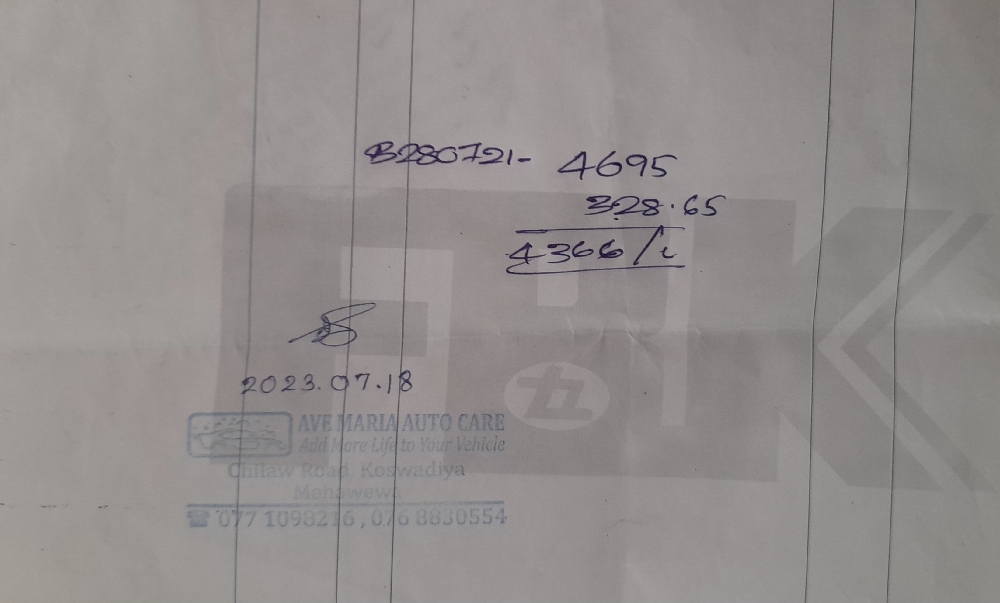 B280721- 4695
328.65
4366/-
2023.07.18
AVE MARIA AUTO CARE
Add More Life to Your Vehicle
Chilaw Road, Koswadiya
Mahawewa
☎ 077 1098216, 076 8830554